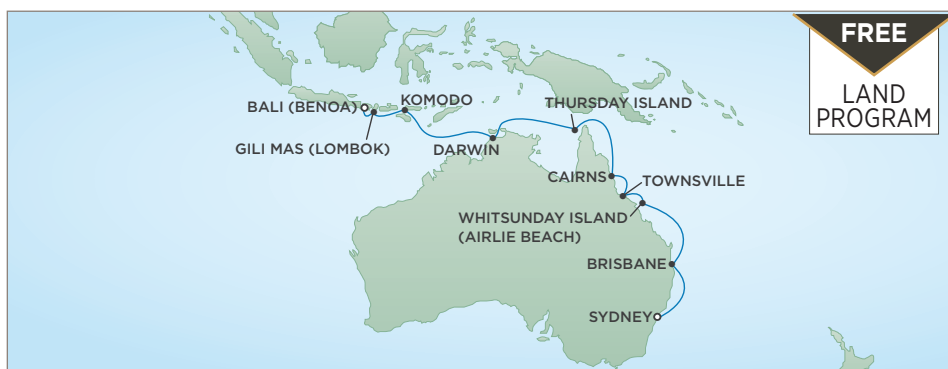 FREE
LAND
PROGRAM
BALI (BENOA)
KOMODO
GILI MAS (LOMBOK)
DARWIN
THURSDAY ISLAND
CAIRNS
TOWNSVILLE
WHITSUNDAY ISLAND
(AIRLIE BEACH)
BRISBANE
SYDNEY